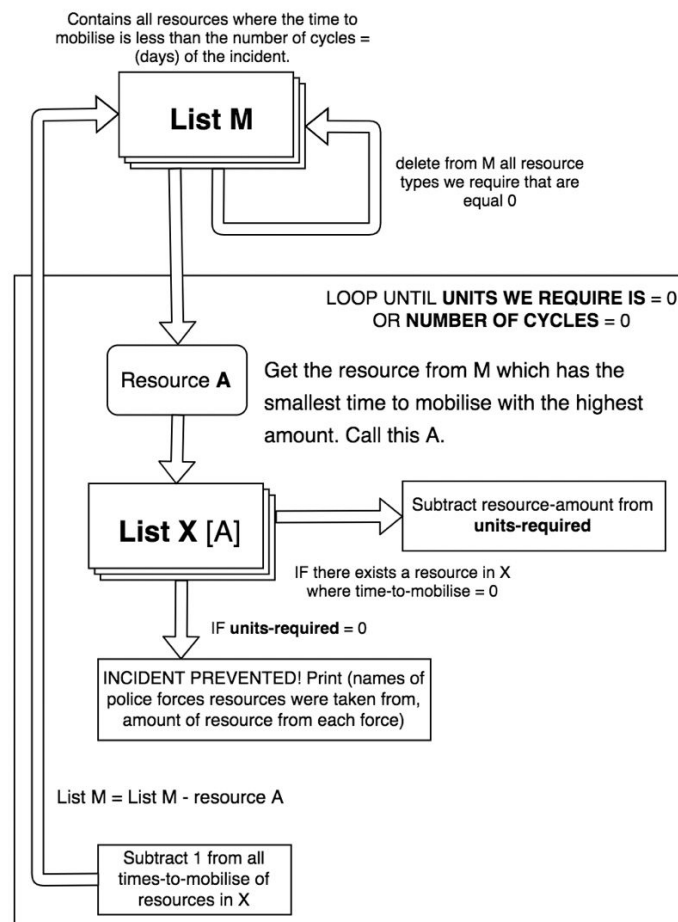 Contains all resources where the time to
mobilise is less than the number of cycles =
(days) of the incident.
List M
delete from M all resource
types we require that are
equal 0
LOOP UNTIL UNITS WE REQUIRE IS = 0
OR NUMBER OF CYCLES = 0
Resource A
Get the resource from M which has the
smallest time to mobilise with the highest
amount. Call this A.
List X [A]
Subtract resource-amount from
units-required
IF there exists a resource in X
where time-to-mobilise = 0
IF units-required = 0
INCIDENT PREVENTED! Print (names of
police forces resources were taken from,
amount of resource from each force)
List M = List M - resource A
Subtract 1 from all
times-to-mobilise of
resources in X